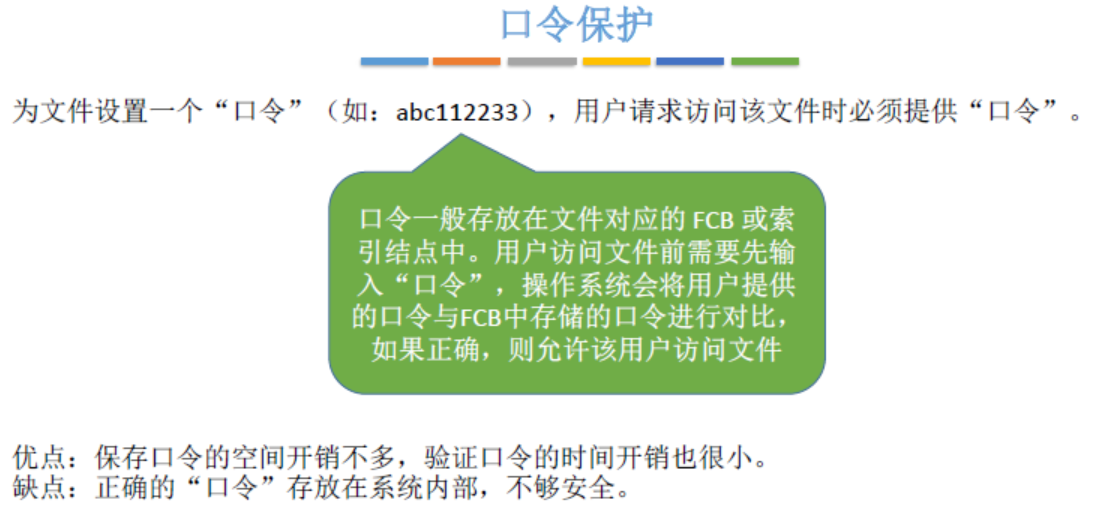 口令保护
为文件设置一个“口令”（如：abc112233），用户请求访问该文件时必须提供“口令”。
口令一般存放在文件对应的 FCB 或索
引结点中。用户访问文件前需要先输
入“口令”，操作系统会将用户提供
的口令与FCB中存储的口令进行对比，
如果正确，则允许该用户访问文件
优点：保存口令的空间开销不多，验证口令的时间开销也很小。
缺点：正确的“口令”存放在系统内部，不够安全。